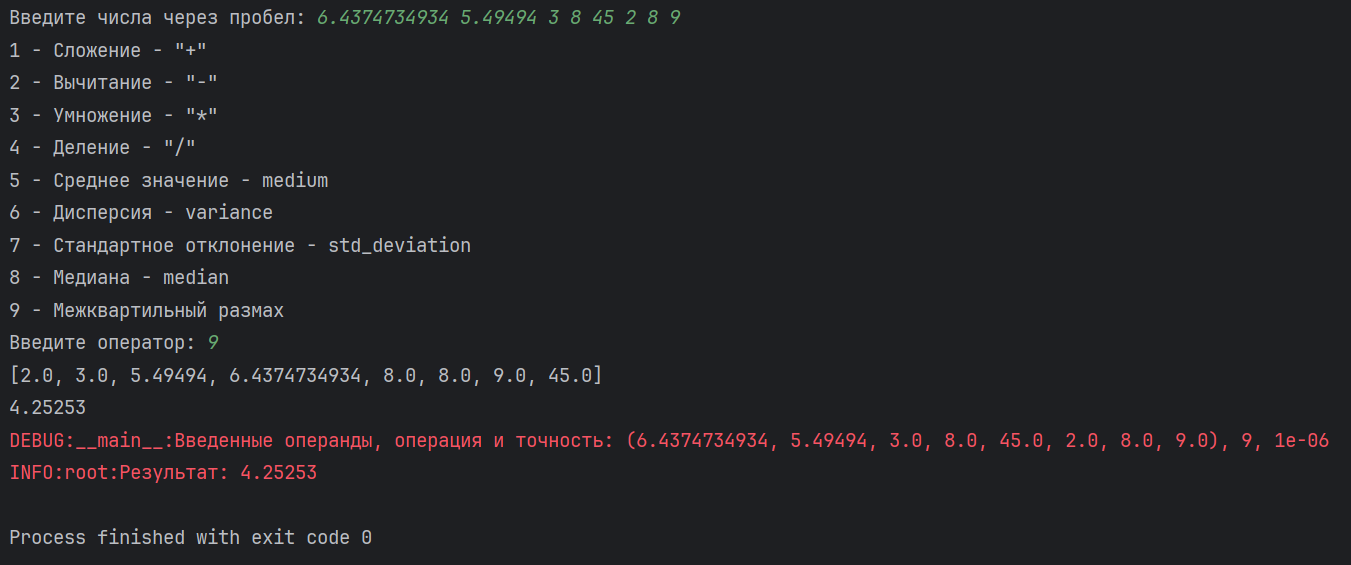 Введите числа через пробел: 6.4374734934 5.49494 3 8 45 2 8 9
1 - Сложение - "+"
2 - Вычитание - "-"
3 - Умножение - "*"
4 - Деление - "/"
5 - Среднее значение - medium
6 - Дисперсия - variance
7 - Стандартное отклонение - std_deviation
8 - Медиана - median
9 - Межквартильный размах
Введите оператор: 9
[2.0, 3.0, 5.49494, 6.4374734934, 8.0, 8.0, 9.0, 45.0]
4.25253
DEBUG:__main__:Введенные операнды, операция и точность: (6.4374734934, 5.49494, 3.0, 8.0, 45.0, 2.0, 8.0, 9.0), 9, 1e-06
INFO:root:Результат: 4.25253
Process finished with exit code 0